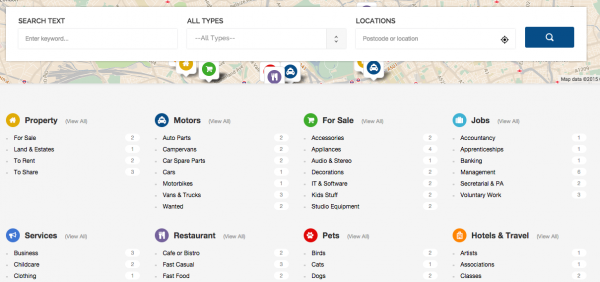 SEARCH TEXT
ALL TYPES
LOCATIONS
Enter keyword...
--All Types--
Postcode or location
Map data ©2015
Property (View All)
For Sale 2
Land & Estates 1
To Rent 2
To Share 3
Motors (View All)
Auto Parts 2
Campervans 2
Car Spare Parts 2
Cars 1
Motorbikes 1
Vans & Trucks 3
Wanted 2
For Sale (View All)
Accessories 2
Appliances 4
Audio & Stereo 1
Decorations 2
IT & Software 2
Kids Stuff 2
Studio Equipment 2
Jobs (View All)
Accountancy 1
Apprenticeships 1
Banking 1
Management 6
Secretarial & PA 2
Voluntary Work 3
Services (View All)
Business 3
Childcare 2
Clothing 1
Restaurant (View All)
Cafe or Bistro 2
Fast Casual 3
Fast Food 2
Pets (View All)
Birds 2
Cats 1
Dogs 2
Hotels & Travel (View All)
Artists 1
Associations 1
Classes 2